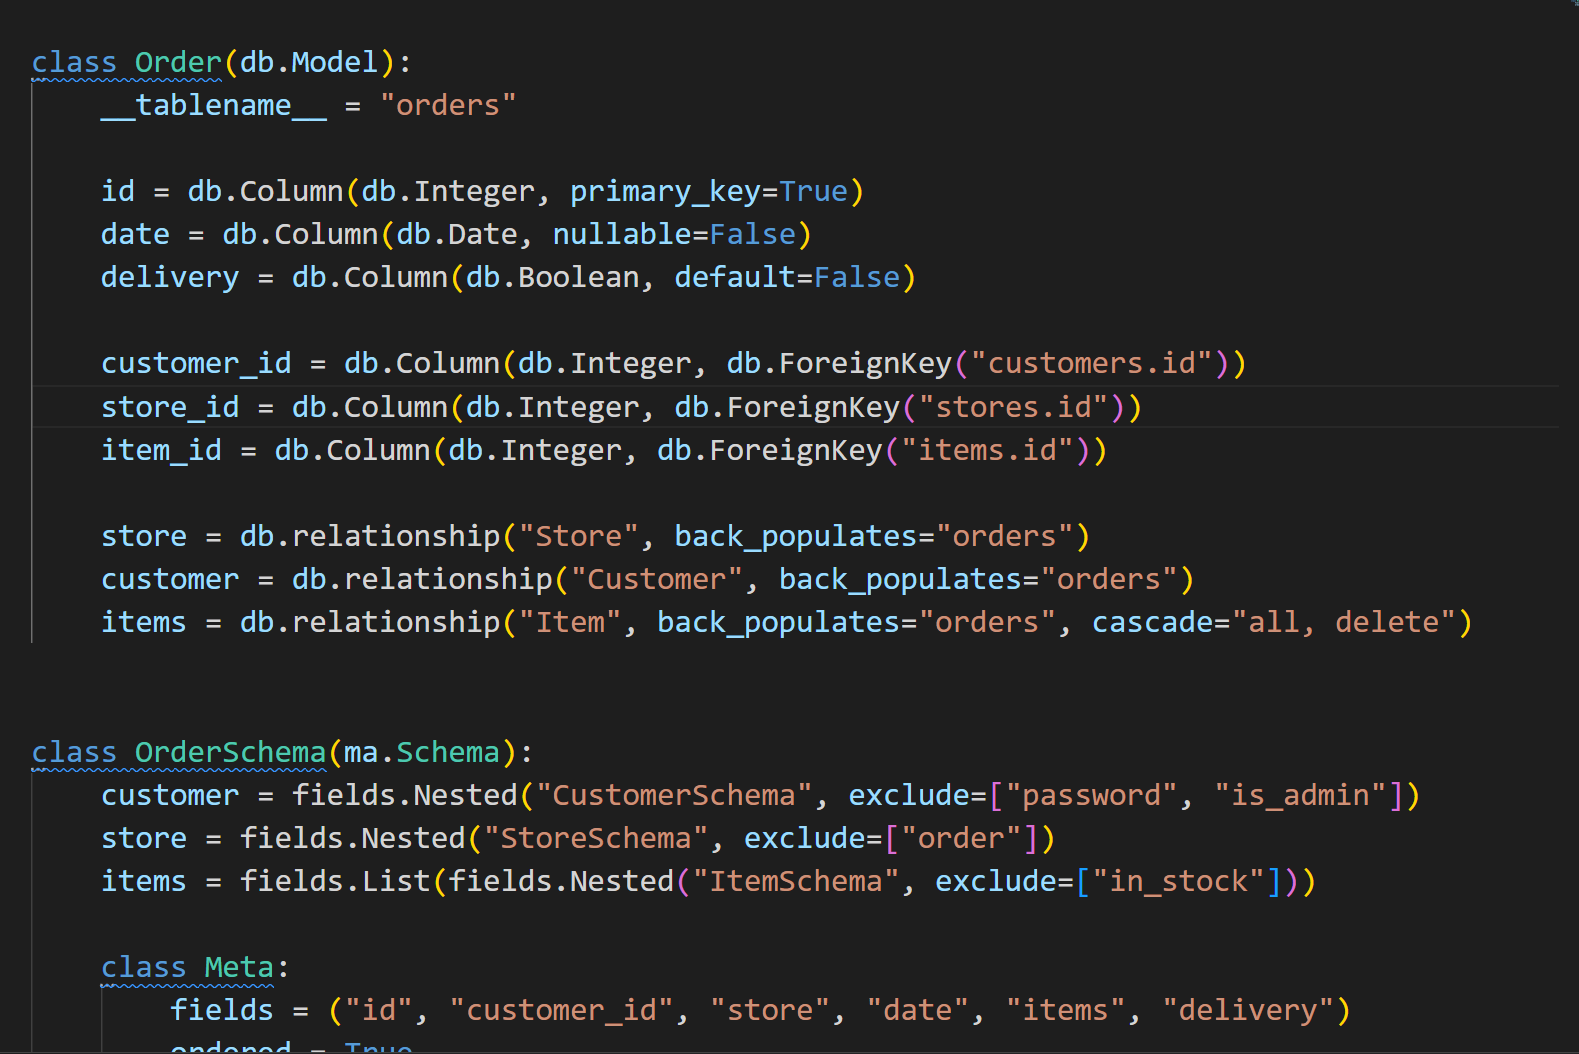 class Order(db.Model):
    __tablename__ = "orders"

    id = db.Column(db.Integer, primary_key=True)
    date = db.Column(db.Date, nullable=False)
    delivery = db.Column(db.Boolean, default=False)

    customer_id = db.Column(db.Integer, db.ForeignKey("customers.id"))
    store_id = db.Column(db.Integer, db.ForeignKey("stores.id"))
    item_id = db.Column(db.Integer, db.ForeignKey("items.id"))

    store = db.relationship("Store", back_populates="orders")
    customer = db.relationship("Customer", back_populates="orders")
    items = db.relationship("Item", back_populates="orders", cascade="all, delete")


class OrderSchema(ma.Schema):
    customer = fields.Nested("CustomerSchema", exclude=["password", "is_admin"])
    store = fields.Nested("StoreSchema", exclude=["order"])
    items = fields.List(fields.Nested("ItemSchema", exclude=["in_stock"]))

    class Meta:
        fields = ("id", "customer_id", "store", "date", "items", "delivery")
        ordered = True